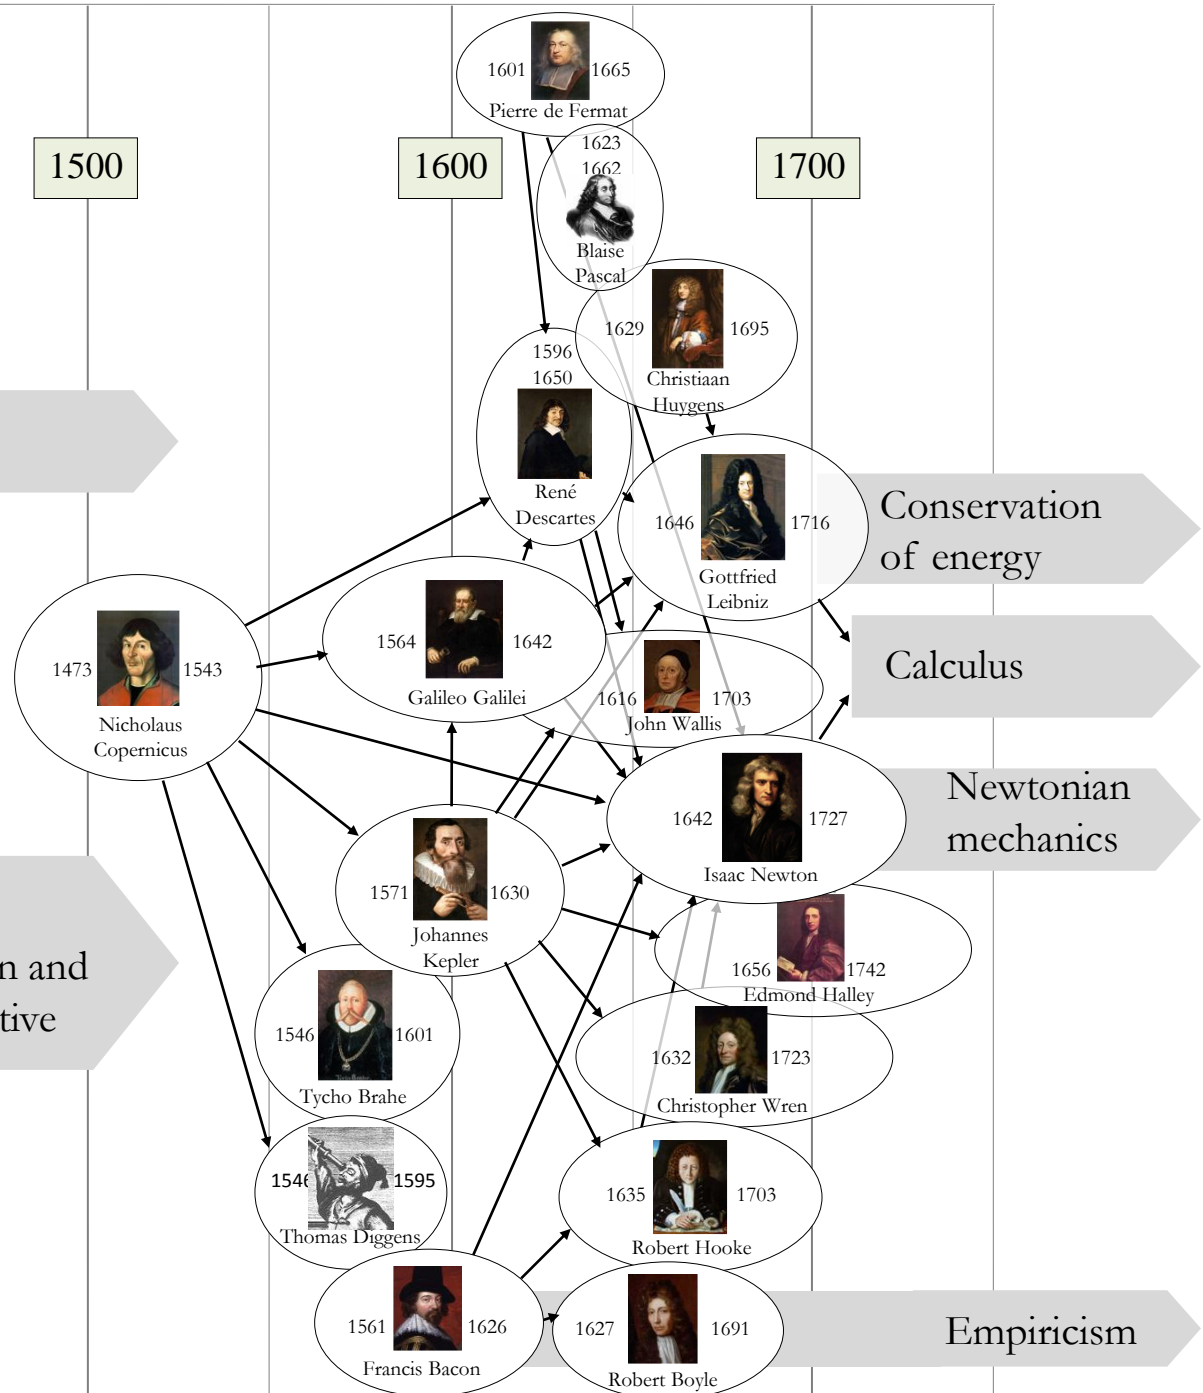 1601
1665
Pierre de Fermat
1500
1600
1700
1623
1662
Blaise
Pascal
1629
1695
Christiaan
Huygens
1596
1650
René
Descartes
1646
1716
Gottfried
Leibniz
Conservation
of energy
1473
1543
Nicholaus
Copernicus
1564
1642
Galileo Galilei
1616
1703
John Wallis
Calculus
1642
1727
Isaac Newton
Newtonian
mechanics
1571
1630
Johannes
Kepler
n and
tive
1656
1742
Edmond Halley
1546
1601
Tycho Brahe
1632
1723
Christopher Wren
1546
1595
Thomas Diggens
1635
1703
Robert Hooke
1561
1626
Francis Bacon
1627
1691
Robert Boyle
Empiricism